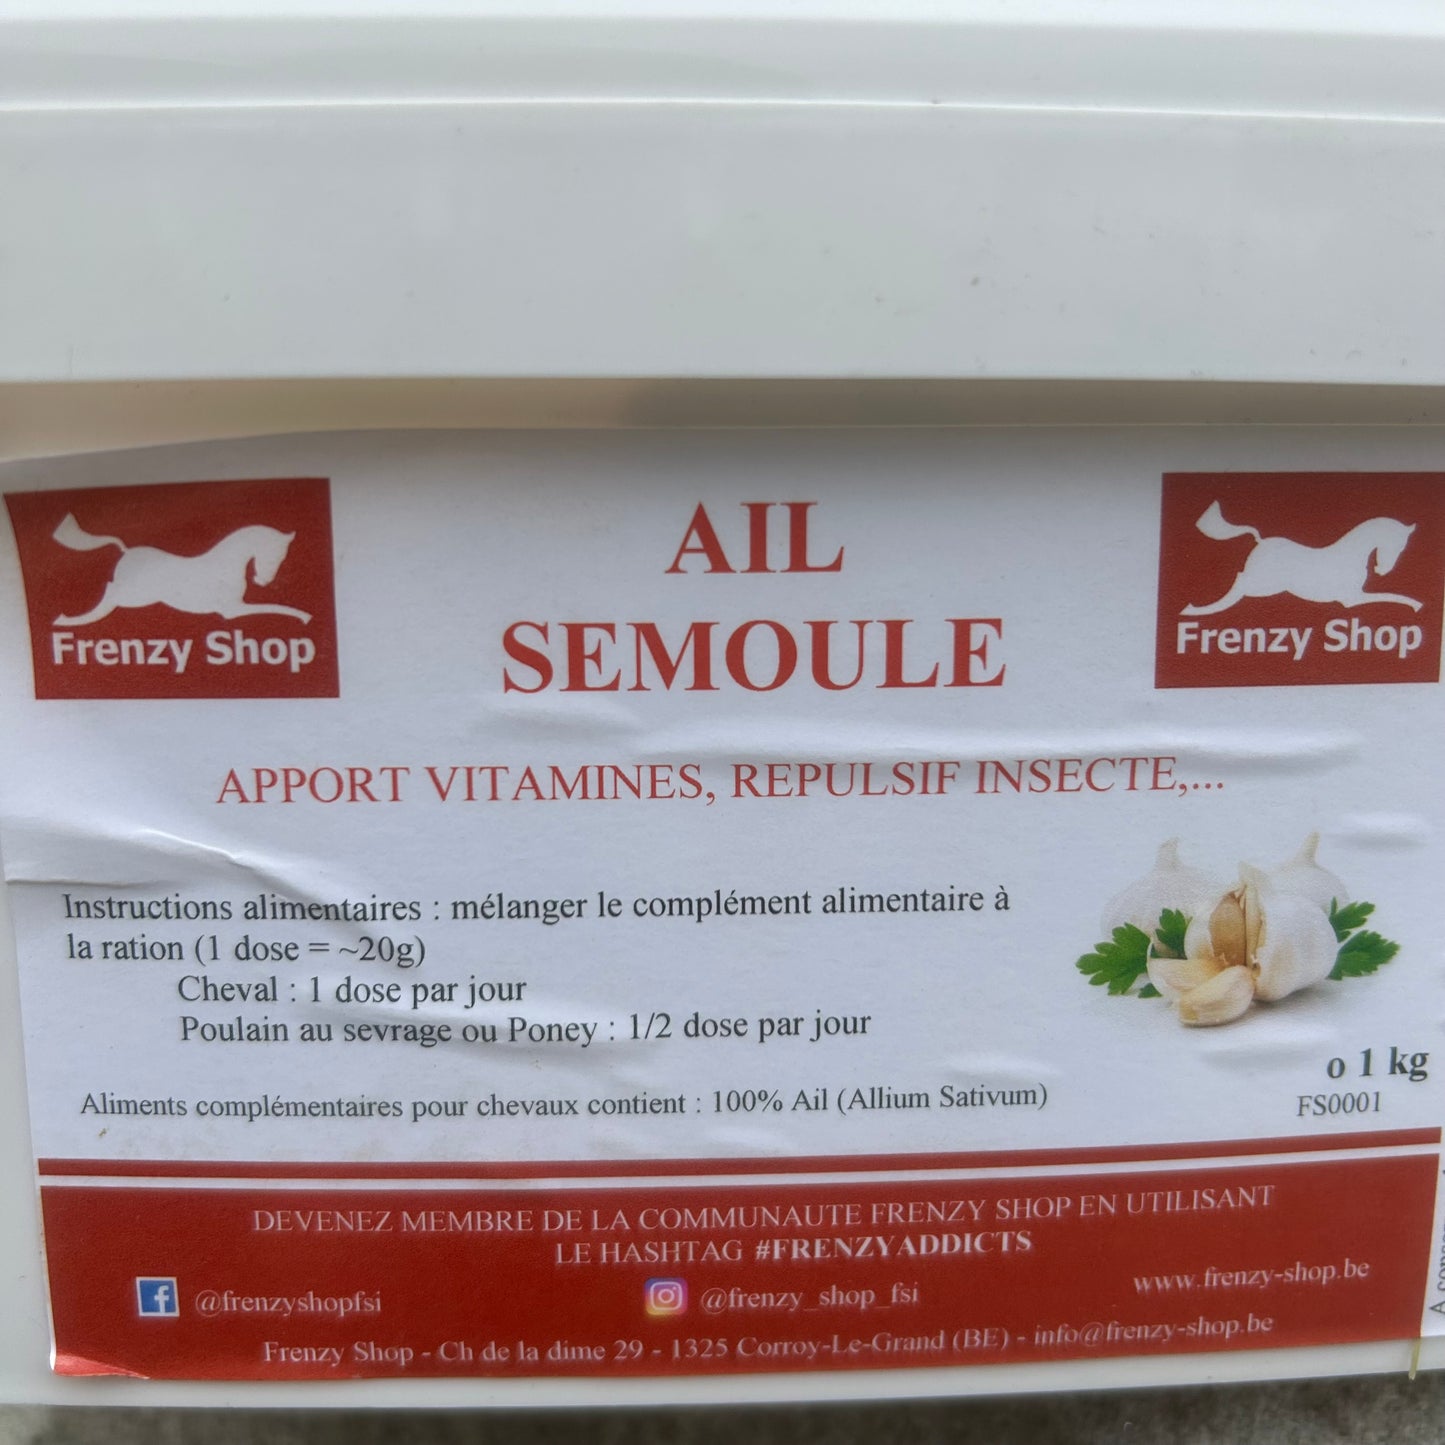 Frenzy Shop
AIL
SEMOULE
Frenzy Shop
APPORT VITAMINES, REPULSIF INSECTE,...
Instructions alimentaires : mélanger le complément alimentaire à
la ration (1 dose = ~20g)
Cheval : 1 dose par jour
Poulain au sevrage ou Poney : 1/2 dose par jour
o 1 kg
FS0001
Aliments complémentaires pour chevaux contient : 100% Ail (Allium Sativum)
DEVENEZ MEMBRE DE LA COMMUNAUTE FRENZY SHOP EN UTILISANT
LE HASHTAG #FRENZYADDICTS
@frenzyshopfsi
@frenzy_shop_fsi
www.frenzy-shop.be
Frenzy Shop - Ch de la dime 29 - 1325 Corroy-Le-Grand (BE) - info@frenzy-shop.be